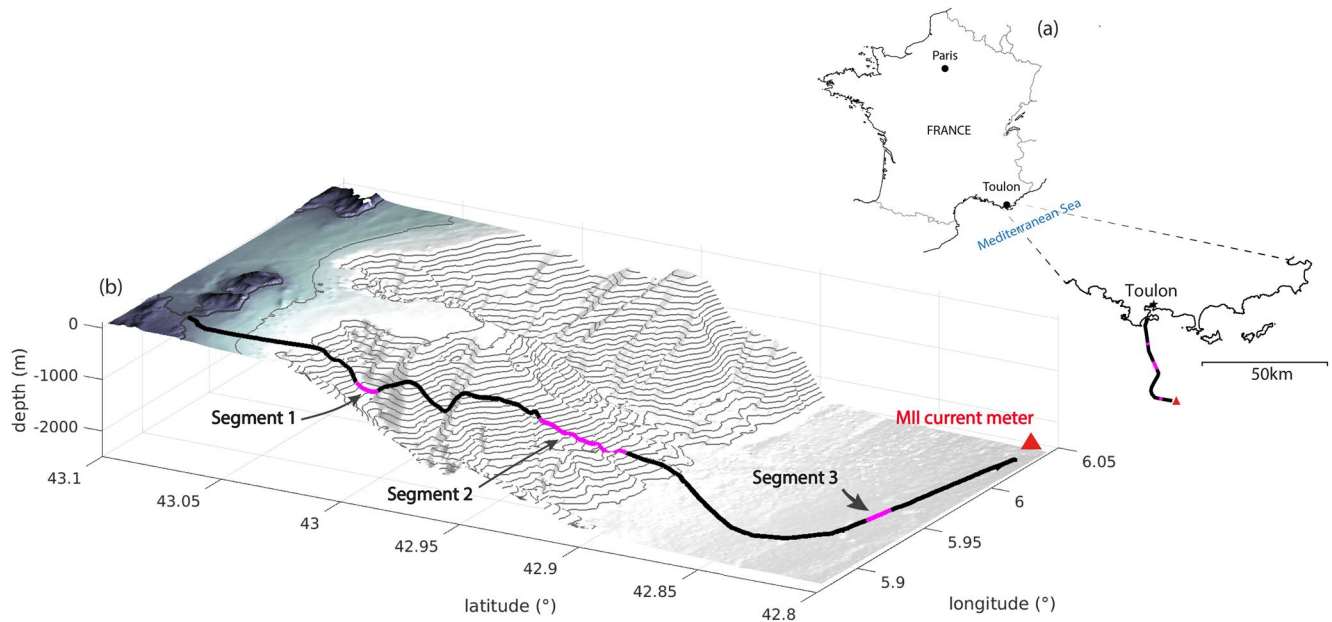 (a)
Paris
FRANCE
Toulon
Mediterranean Sea
Toulon
50km
(b)
0
-1000
-2000
depth (m)
Segment 1
Segment 2
Segment 3
MII current meter
43.1
43.05
43
42.95
42.9
42.85
42.8
latitude (°)
5.9
5.95
6
6.05
longitude (°)